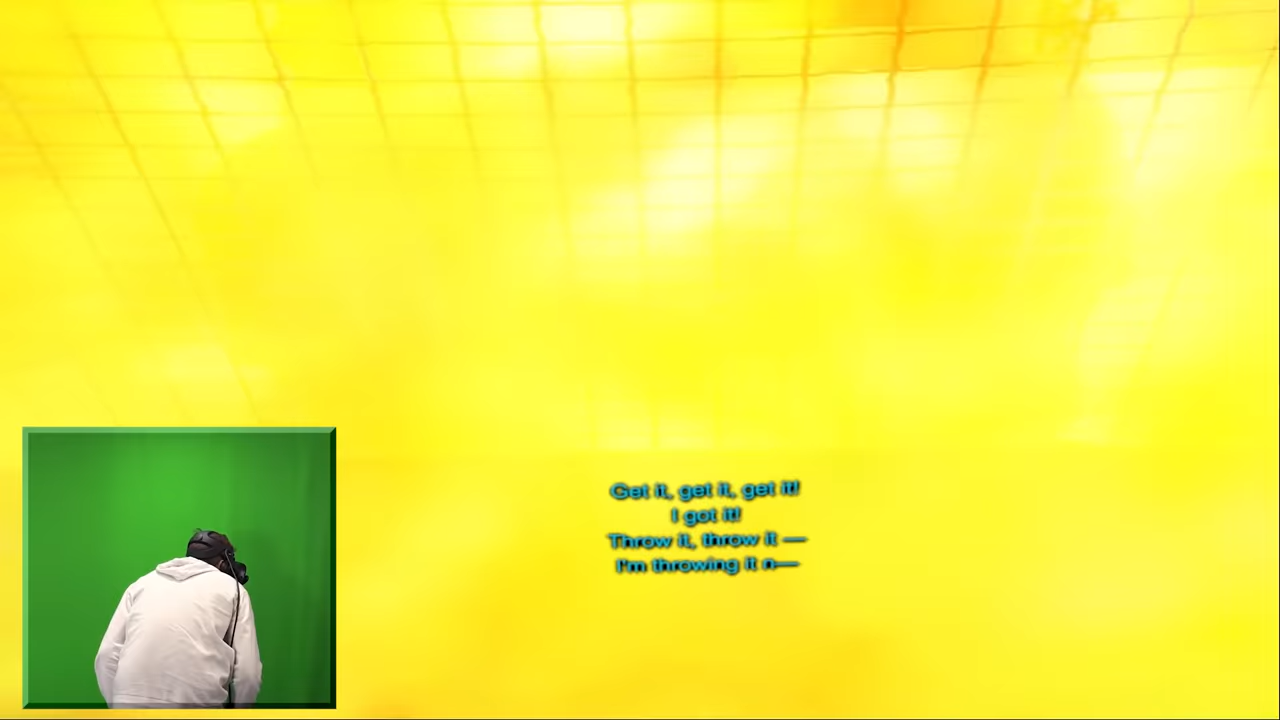 Get it, get it, get it!
I got it!
Throw it, throw it —
I'm throwing it n—